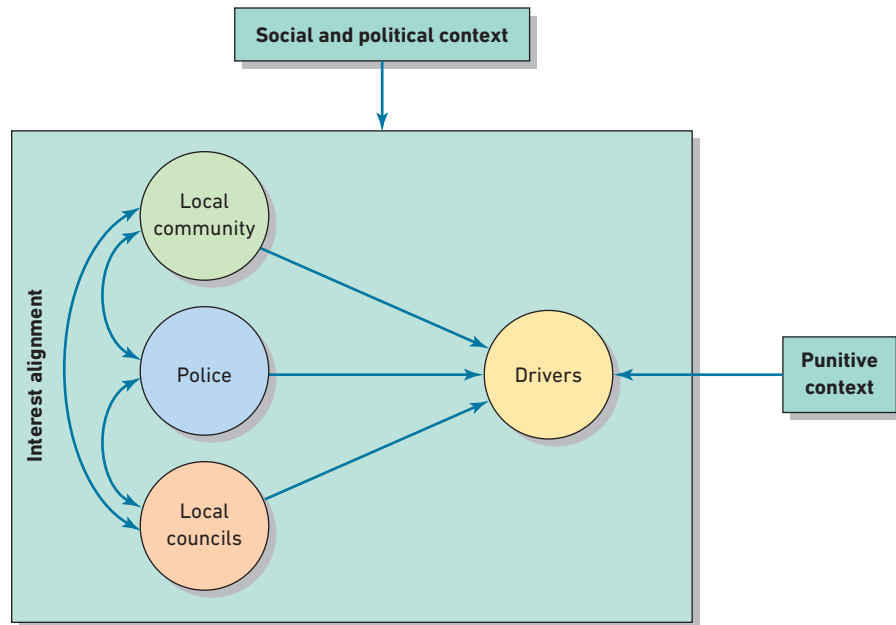 Social and political context
Local
community
Interest alignment
Police
Drivers
Punitive
context
Local
councils